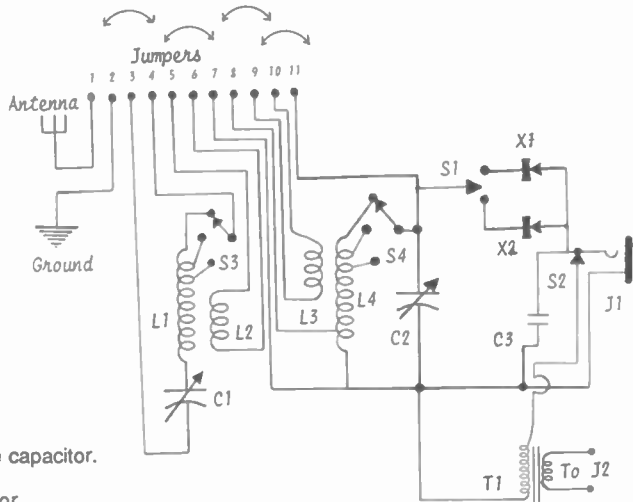 Jumpers
1 2 3 4 5 6 7 8 9 10 11
Antenna
X1
S1
X2
S2
J1
Ground
S3
S4
L1
L2
L3
L4
C2
C3
C1
e capacitor.
T1
To J2
or